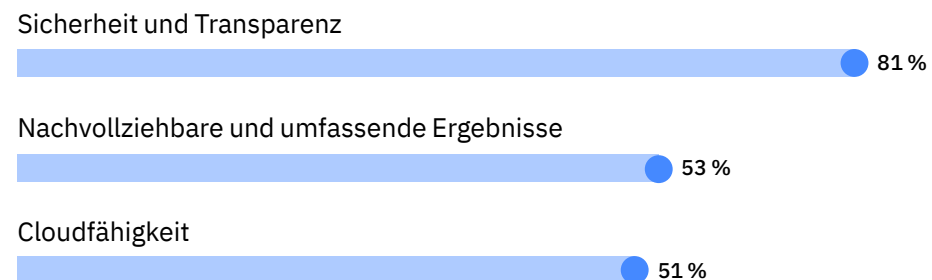 Sicherheit und Transparenz
81 %
Nachvollziehbare und umfassende Ergebnisse
53 %
Cloudfähigkeit
51 %